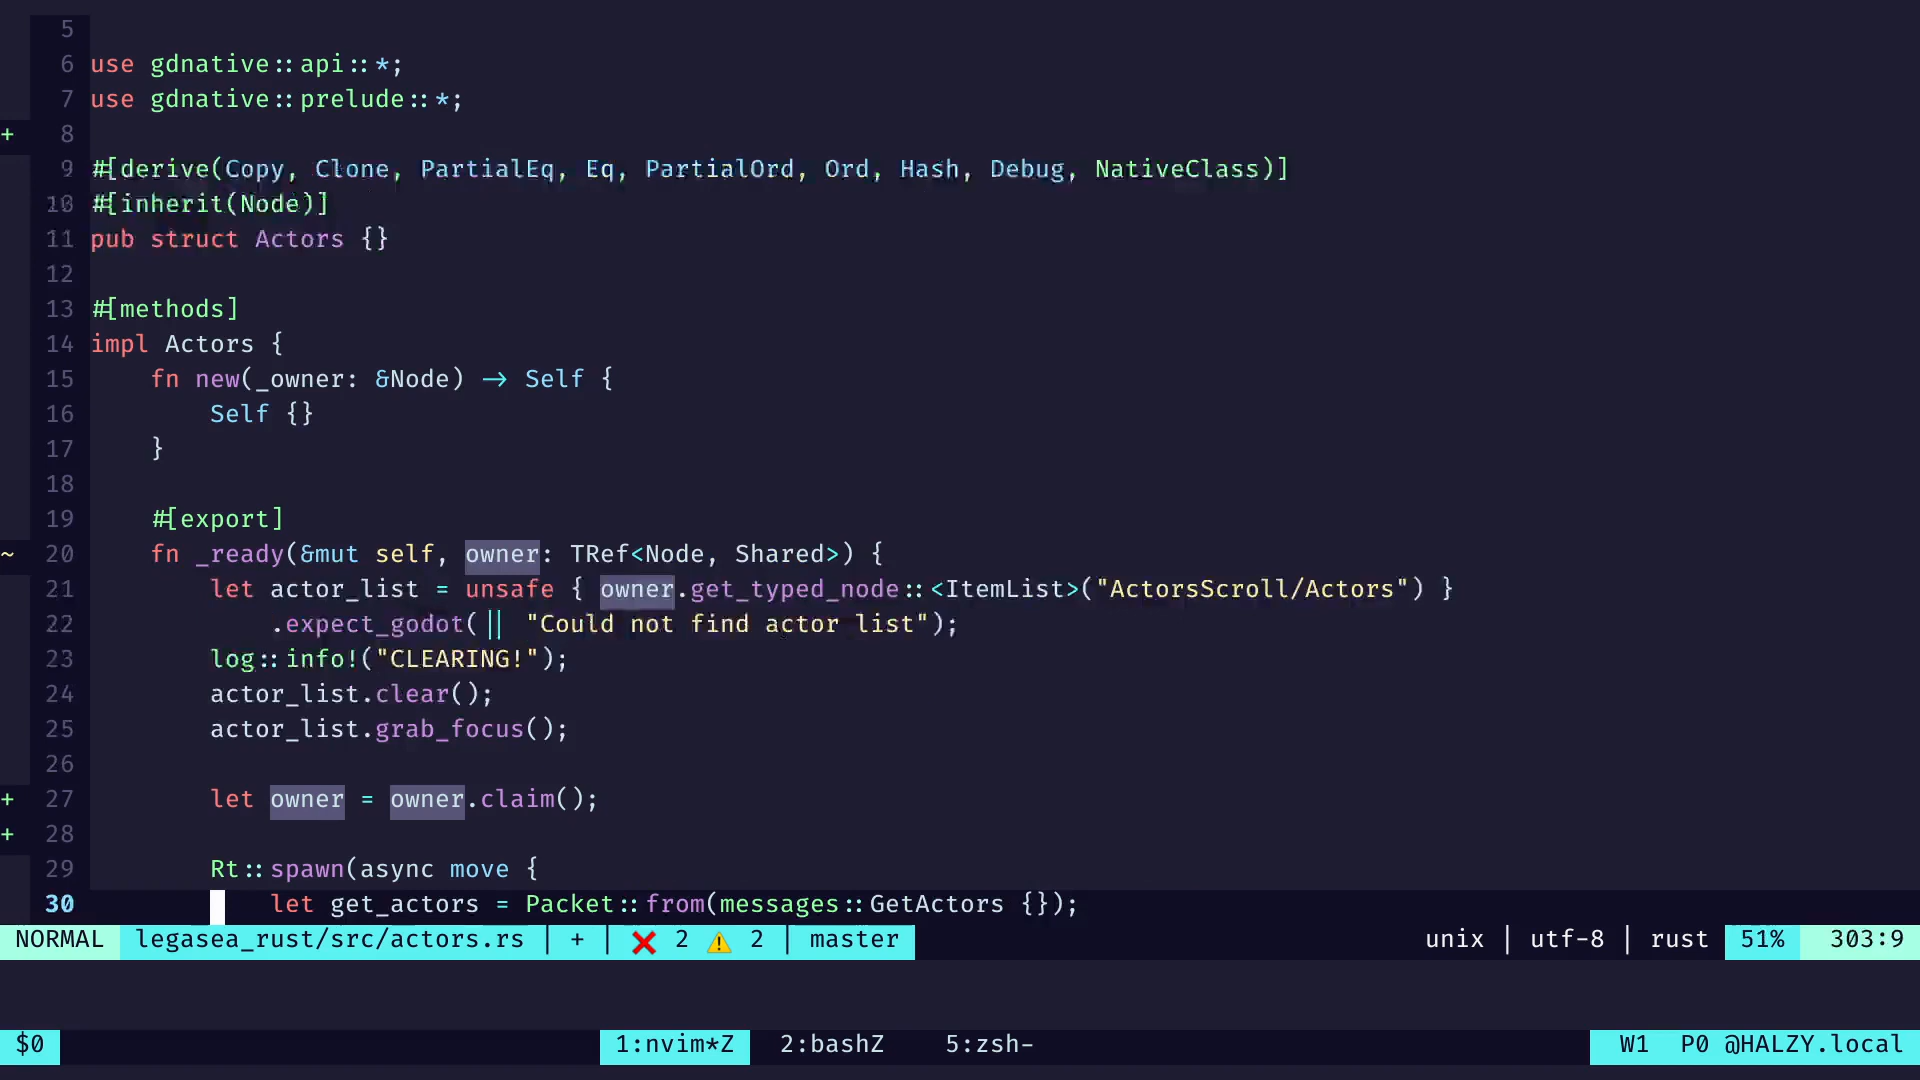 5
6 use gdnative::api::*;
7 use gdnative::prelude::*;
+ 8
9 #[derive(Copy, Clone, PartialEq, Eq, PartialOrd, Ord, Hash, Debug, NativeClass)]
10 #[inherit(Node)]
11 pub struct Actors {}
12
13 #[methods]
14 impl Actors {
15     fn new(_owner: &Node) -> Self {
16         Self {}
17     }
18
19     #[export]
~ 20     fn _ready(&mut self, owner: TRef<Node, Shared>) {
21         let actor_list = unsafe { owner.get_typed_node::<ItemList>("ActorsScroll/Actors") }
22             .expect_godot(|| "Could not find actor list");
23         log::info!("CLEARING!");
24         actor_list.clear();
25         actor_list.grab_focus();
26
+ 27         let owner = owner.claim();
+ 28
29         Rt::spawn(async move {
30             let get_actors = Packet::from(messages::GetActors {});
NORMAL legasea_rust/src/actors.rs | + | ❌ 2 ⚠ 2 | master unix | utf-8 | rust 51% 303:9
$0 1:nvim*Z 2:bashZ 5:zsh- W1 P0 @HALZY.local